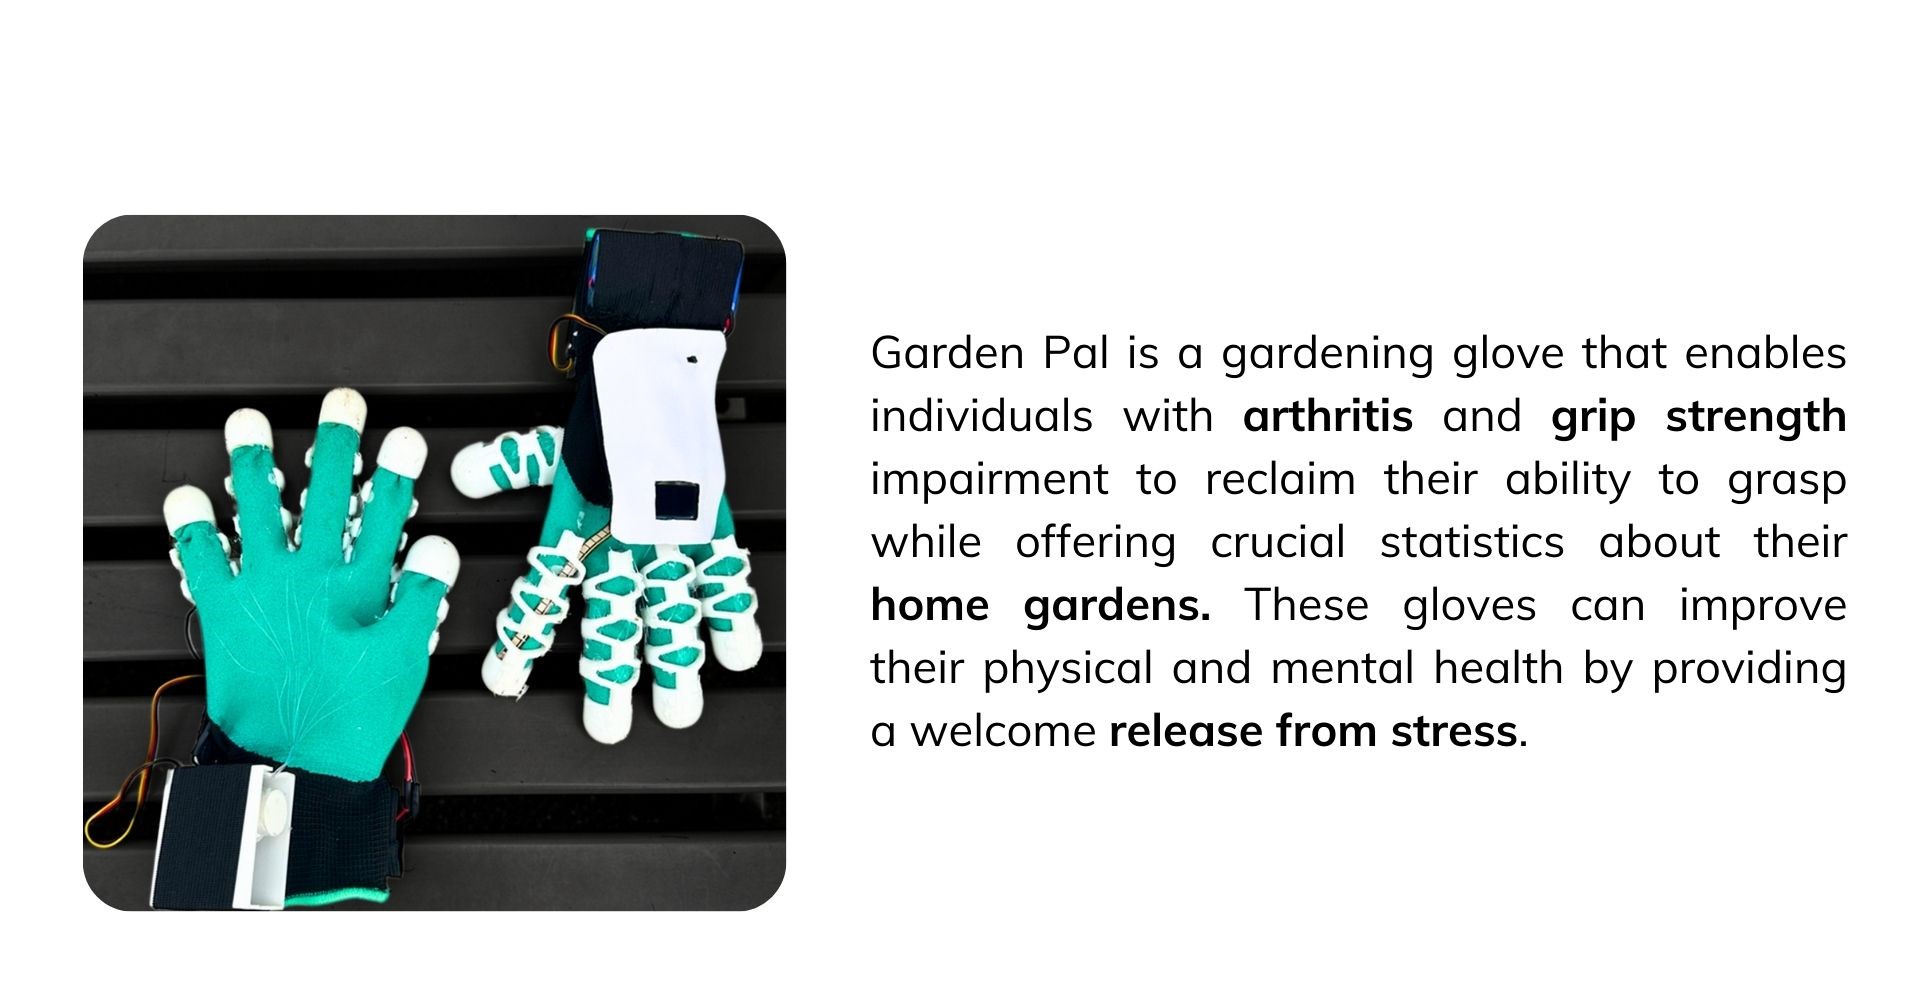 Garden Pal is a gardening glove that enables
individuals with arthritis and grip strength
impairment to reclaim their ability to grasp
while offering crucial statistics about their
home gardens. These gloves can improve
their physical and mental health by providing
a welcome release from stress.